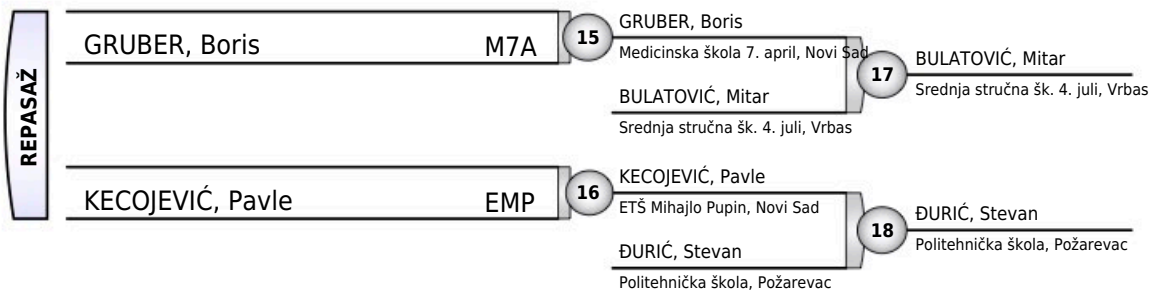 REPASAŽ
GRUBER, Boris M7A
15
GRUBER, Boris
Medicinska škola 7. april, Novi Sad
BULATOVIĆ, Mitar
Srednja stručna šk. 4. juli, Vrbas
17
BULATOVIĆ, Mitar
Srednja stručna šk. 4. juli, Vrbas
KECOJEVIĆ, Pavle EMP
16
KECOJEVIĆ, Pavle
ETŠ Mihajlo Pupin, Novi Sad
ĐURIĆ, Stevan
Politehnička škola, Požarevac
18
ĐURIĆ, Stevan
Politehnička škola, Požarevac